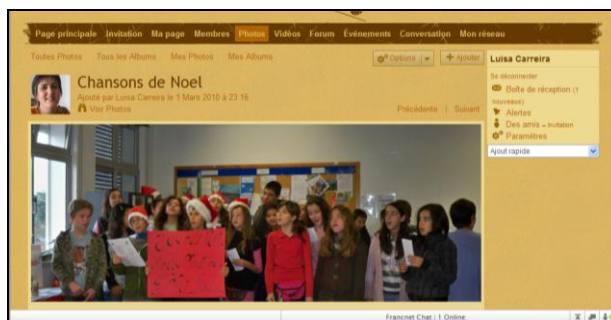 Page principale Invitation Ma page Membres Photos Vidéos Forum Événements Conversation Mon réseau
Toutes Photos Tous les Albums Mes Photos Mes Albums
Options Ajouter
Chansons de Noel
Ajouté par Luisa Carreira le 1 Mars 2010 à 23:16
Voir Photos
Précédente | Suivant
Luisa Carreira
Se déconnecter
Boîte de réception (1
nouveaux)
Alertes
Des amis – Invitation
Paramètres
Ajout rapide
Francnet Chat | 1 Online